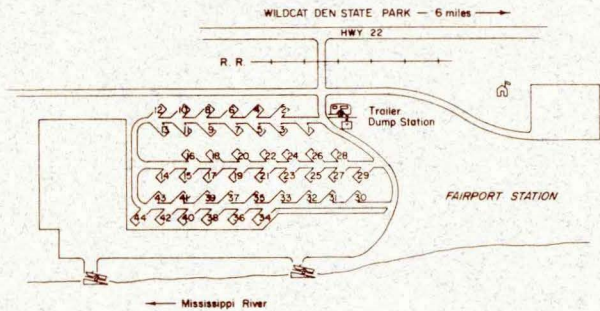 WILDCAT DEN STATE PARK — 6 miles
HWY 22
R. R.
12 10 8 6 4 2
Trailer
Dump Station
13 11 9 7 5 3 1
16 18 20 22 24 26 28
14 15 17 19 21 23 25 27 29
FAIRPORT STATION
43 41 39 37 35 33 32 31 30
44 42 40 38 36 34
Mississippi River